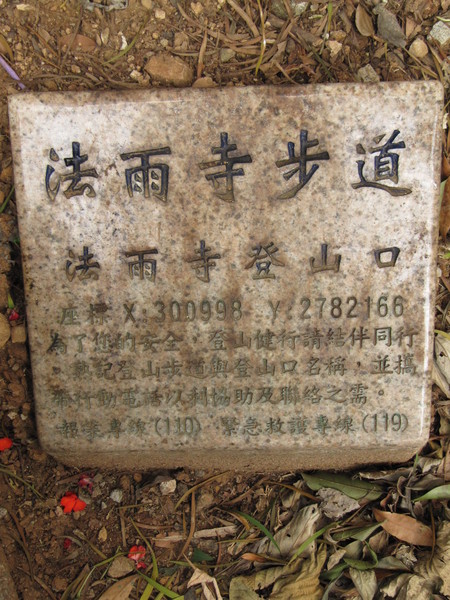 法雨寺步道
法雨寺登山口
座標 X:300998 Y:2782166
為了您的安全,登山健行請結伴同行
,熟記登山步道與登山口名稱,並攜
帶行動電話以利協助及聯絡之需。
報案專線(110) 緊急救護專線(119)